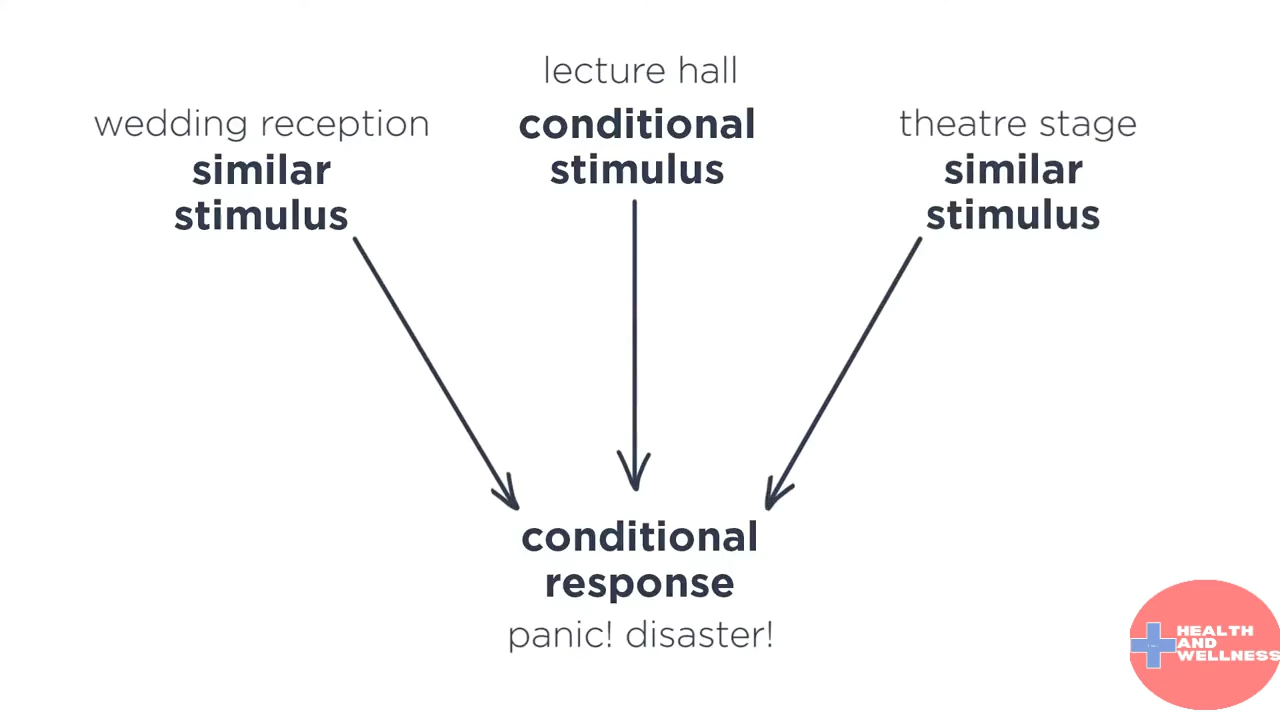 lecture hall
conditional
stimulus
wedding reception
similar
stimulus
theatre stage
similar
stimulus
conditional
response
panic! disaster!
HEALTH
AND
WELLNESS